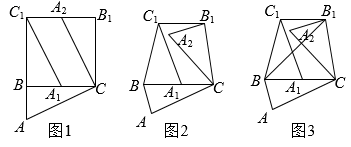 C₁ A₂ B₁
B A₁ C
A
图1
C₁ B₁
A₂
B A₁ C
A
图2
C₁ B₁
A₂
B A₁ C
A
图3